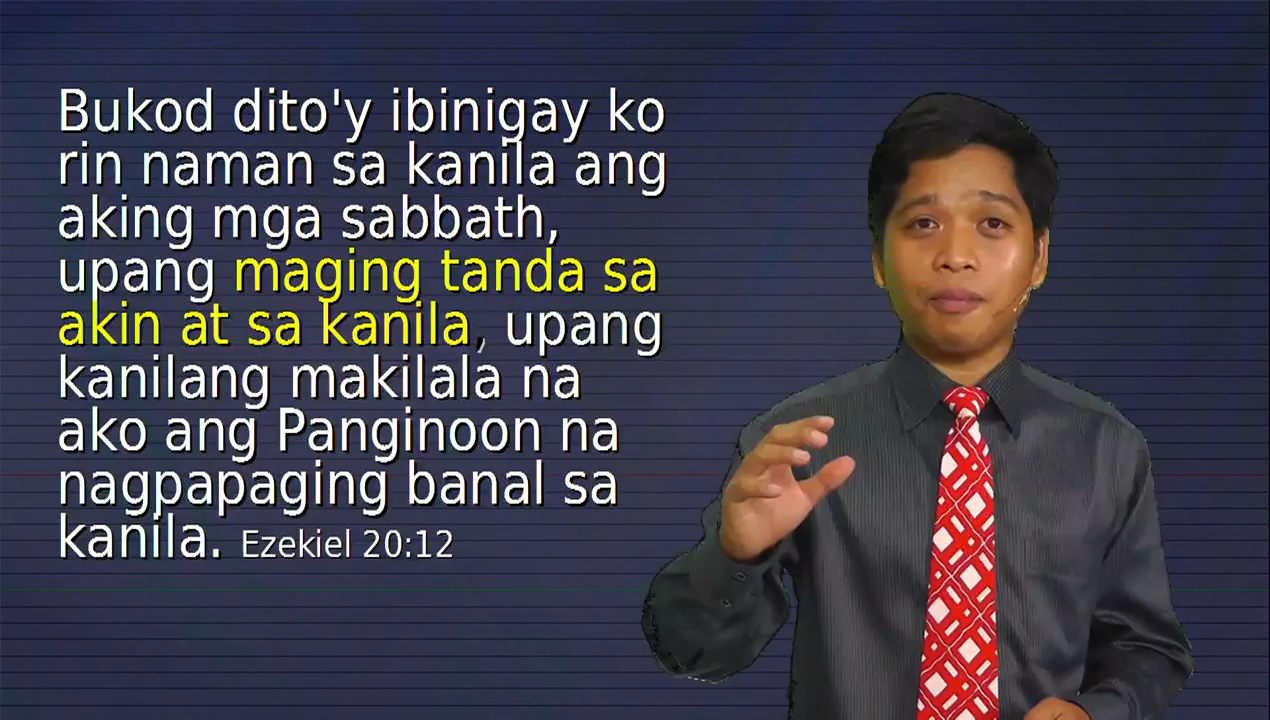 Bukod dito'y ibinigay ko
rin naman sa kanila ang
aking mga sabbath,
upang maging tanda sa
akin at sa kanila, upang
kanilang makilala na
ako ang Panginoon na
nagpapaging banal sa
kanila. Ezekiel 20:12